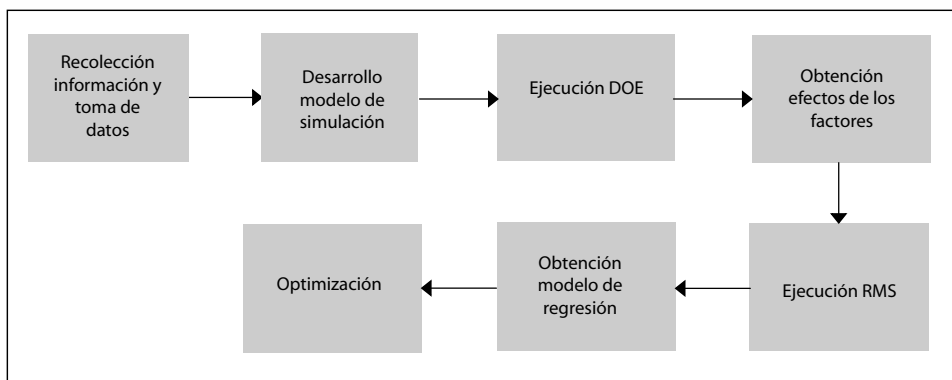 Recolección
información y
toma de
datos
Desarrollo
modelo de
simulación
Ejecución DOE
Obtención
efectos de los
factores
Ejecución RMS
Obtención
modelo de
regresión
Optimización